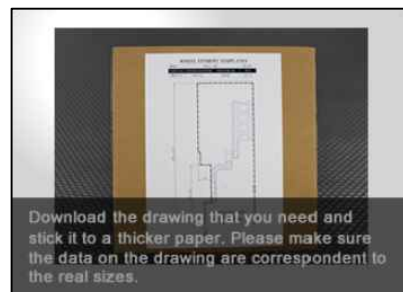 Download the drawing that you need and
stick it to a thicker paper. Please make sure
the data on the drawing are correspondent to
the real sizes.